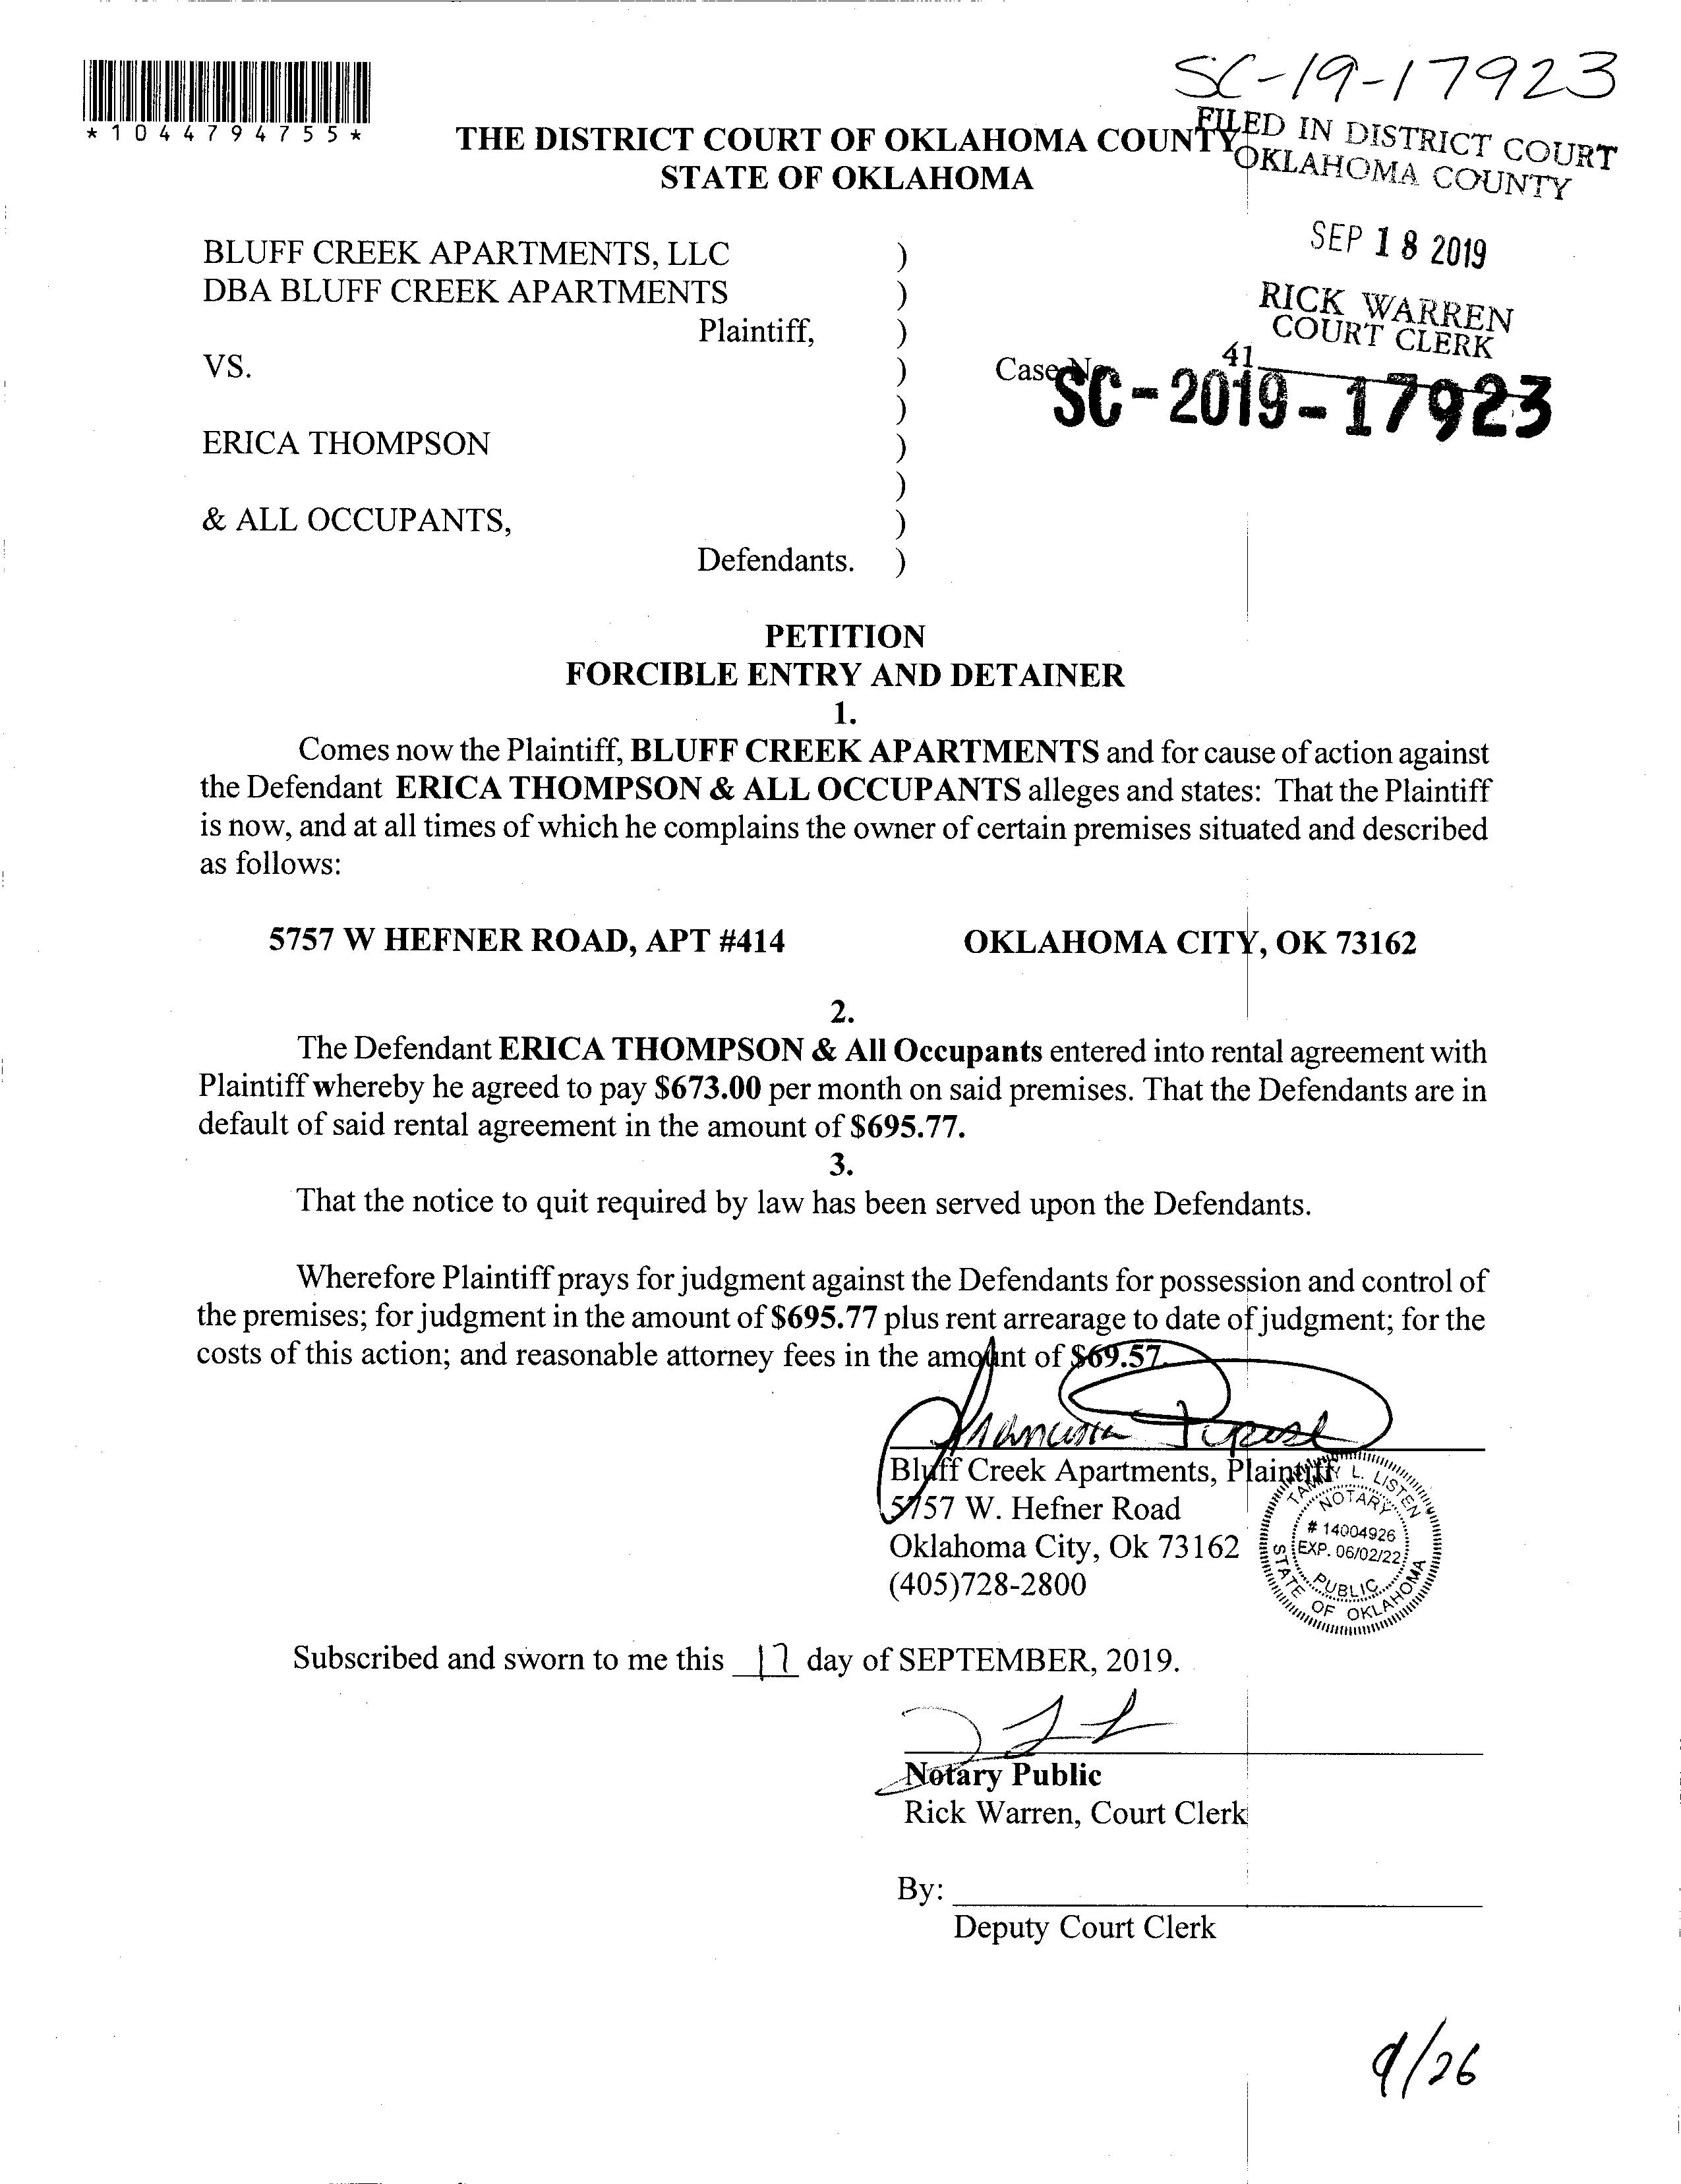 SC-19-17923
*1044794755*
THE DISTRICT COURT OF OKLAHOMA COUNTY
STATE OF OKLAHOMA
FILED IN DISTRICT COURT
OKLAHOMA COUNTY
SEP 18 2019
RICK WARREN
COURT CLERK
41
BLUFF CREEK APARTMENTS, LLC )
DBA BLUFF CREEK APARTMENTS )
Plaintiff, )
VS. ) Case No.
SC-2019-17923
)
ERICA THOMPSON )
)
& ALL OCCUPANTS, )
Defendants. )
PETITION
FORCIBLE ENTRY AND DETAINER
1.
Comes now the Plaintiff, BLUFF CREEK APARTMENTS and for cause of action against
the Defendant ERICA THOMPSON & ALL OCCUPANTS alleges and states: That the Plaintiff
is now, and at all times of which he complains the owner of certain premises situated and described
as follows:
5757 W HEFNER ROAD, APT #414 OKLAHOMA CITY, OK 73162
2.
The Defendant ERICA THOMPSON & All Occupants entered into rental agreement with
Plaintiff whereby he agreed to pay $673.00 per month on said premises. That the Defendants are in
default of said rental agreement in the amount of $695.77.
3.
That the notice to quit required by law has been served upon the Defendants.
Wherefore Plaintiff prays for judgment against the Defendants for possession and control of
the premises; for judgment in the amount of $695.77 plus rent arrearage to date of judgment; for the
costs of this action; and reasonable attorney fees in the amount of $69.57.
Bluff Creek Apartments, Plaintiff
5757 W. Hefner Road
Oklahoma City, Ok 73162
(405)728-2800
TAMMY L. LISTEN
NOTARY
# 14004926
EXP. 06/02/22
PUBLIC
STATE OF OKLAHOMA
Subscribed and sworn to me this 17 day of SEPTEMBER, 2019.
Notary Public
Rick Warren, Court Clerk
By:
Deputy Court Clerk
9/26